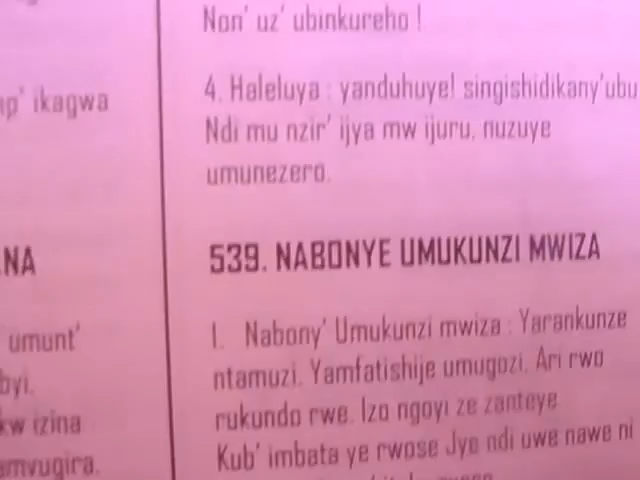 ikagwa
NA
umunt'
byi.
kw izina
amvugira.
Non' uz' ubinkureho !
4. Haleluya : yanduhuye! singishidikany'ubu
Ndi mu nzir' ijya mw ijuru, nuzuye
umunezero.
539. NABONYE UMUKUNZI MWIZA
1. Nabony' Umukunzi mwiza : Yarankunze
ntamuzi. Yamfatishije umugozi. Ari rwo
rukundo rwe. Izo ngoyi ze zanteye
Kub' imbata ye rwose Jye ndi uwe nawe ni